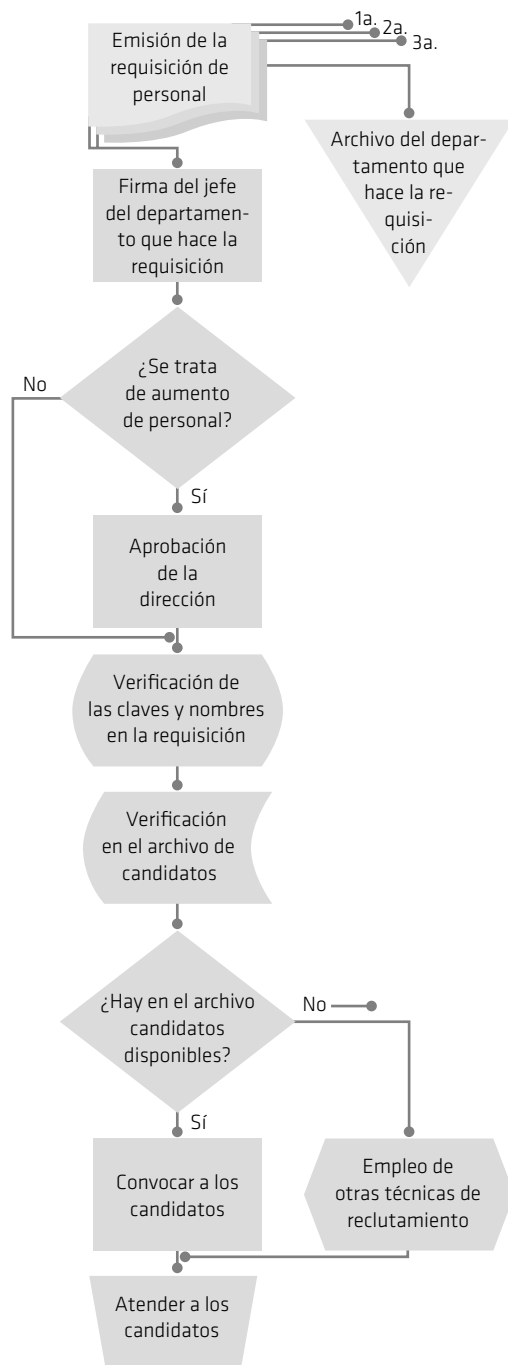 Emisión de la
requisición de
personal
1a.
2a.
3a.
Archivo del depar-
tamento que
hace la re-
quisi-
ción
Firma del jefe
del departamen-
to que hace la
requisición
¿Se trata
de aumento
de personal?
No
Sí
Aprobación
de la
dirección
Verificación de
las claves y nombres
en la requisición
Verificación
en el archivo de
candidatos
¿Hay en el archivo
candidatos
disponibles?
No
Sí
Convocar a los
candidatos
Empleo de
otras técnicas de
reclutamiento
Atender a los
candidatos